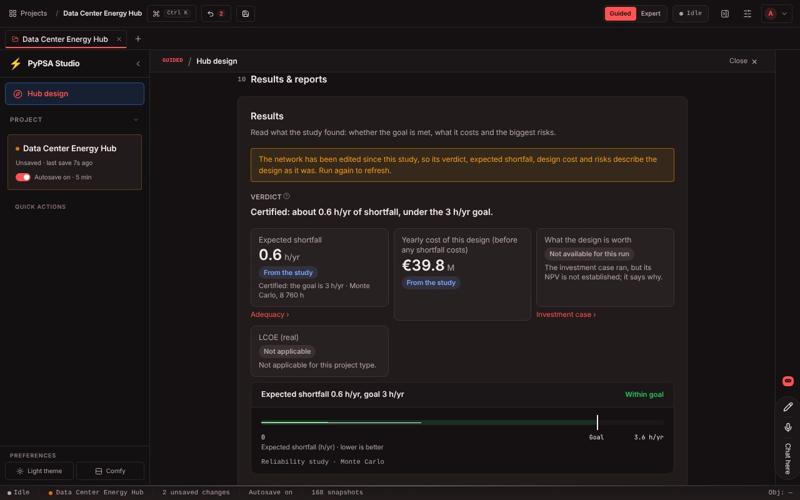 Projects / Data Center Energy Hub
Ctrl K
2
Guided Expert
Idle
A
Data Center Energy Hub
PyPSA Studio
GUIDED / Hub design
Close
Hub design
PROJECT
Data Center Energy Hub
Unsaved · last save 7s ago
Autosave on · 5 min
QUICK ACTIONS
10 Results & reports
Results
Read what the study found: whether the goal is met, what it costs and the biggest risks.
The network has been edited since this study, so its verdict, expected shortfall, design cost and risks describe the
design as it was. Run again to refresh.
VERDICT
Certified: about 0.6 h/yr of shortfall, under the 3 h/yr goal.
Expected shortfall
0.6 h/yr
From the study
Certified: the goal is 3 h/yr · Monte
Carlo, 8 760 h
Adequacy ›
Yearly cost of this design (before
any shortfall costs)
€39.8 M
From the study
What the design is worth
Not available for this run
The investment case ran, but its
NPV is not established; it says why.
Investment case ›
LCOE (real)
Not applicable
Not applicable for this project type.
Expected shortfall 0.6 h/yr, goal 3 h/yr
Within goal
0
Goal
3.6 h/yr
Expected shortfall (h/yr) · lower is better
Reliability study · Monte Carlo
Chat here
PREFERENCES
Light theme
Comfy
Idle
Data Center Energy Hub
2 unsaved changes
Autosave on
168 snapshots
Obj: —